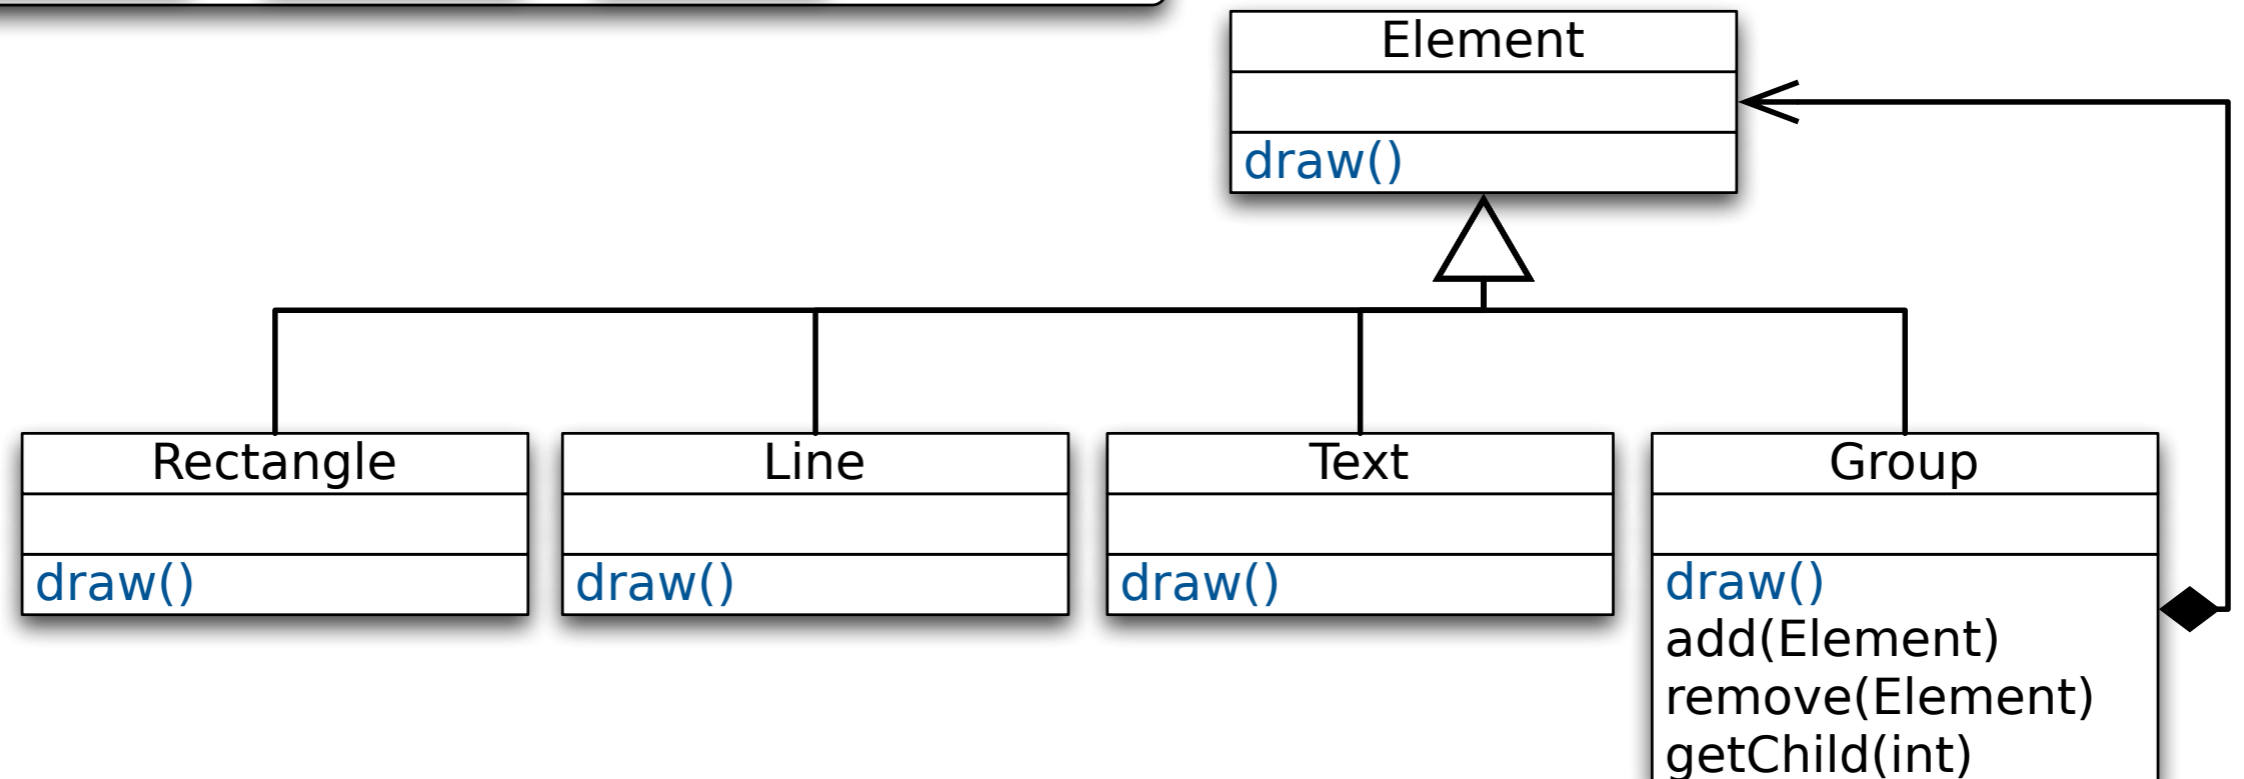 Element
draw()
Rectangle
draw()
Line
draw()
Text
draw()
Group
draw()
add(Element)
remove(Element)
getChild(int)